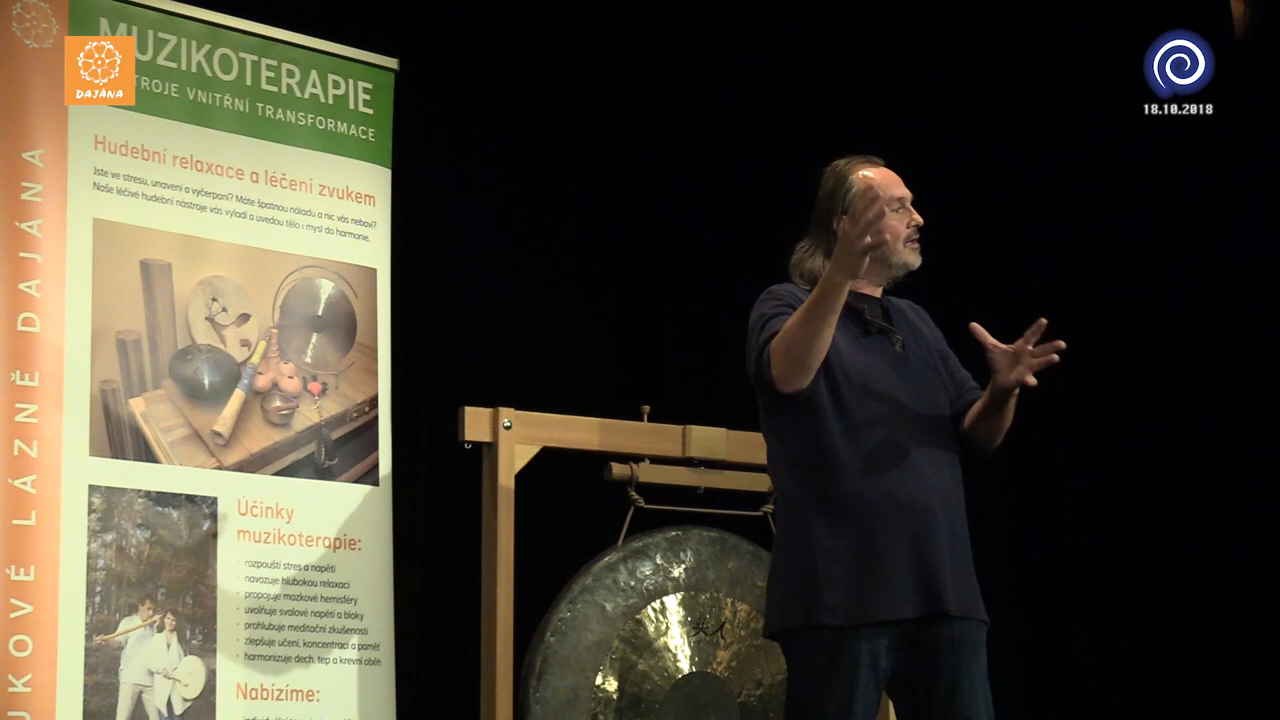 MUZIKOTERAPIE
TROJE VNITŘNÍ TRANSFORMACE
DAJÁNA
18.10.2018
Hudební relaxace a léčení zvukem
Jste ve stresu, unavení a vyčerpaní? Máte špatnou náladu a nic vás nebaví?
Naše léčivé hudební nástroje vás vyladí a uvedou tělo i mysl do harmonie.
UKOVÉ LÁZNĚ DAJÁNA
Účinky
muzikoterapie:
rozpouští stres a napětí
navozuje hlubokou relaxaci
propojuje mozkové hemisféry
uvolňuje svalové napětí a bloky
prohlubuje meditační zkušenosti
zlepšuje učení, koncentraci a paměť
harmonizuje dech, tep a krevní oběh
Nabízíme: